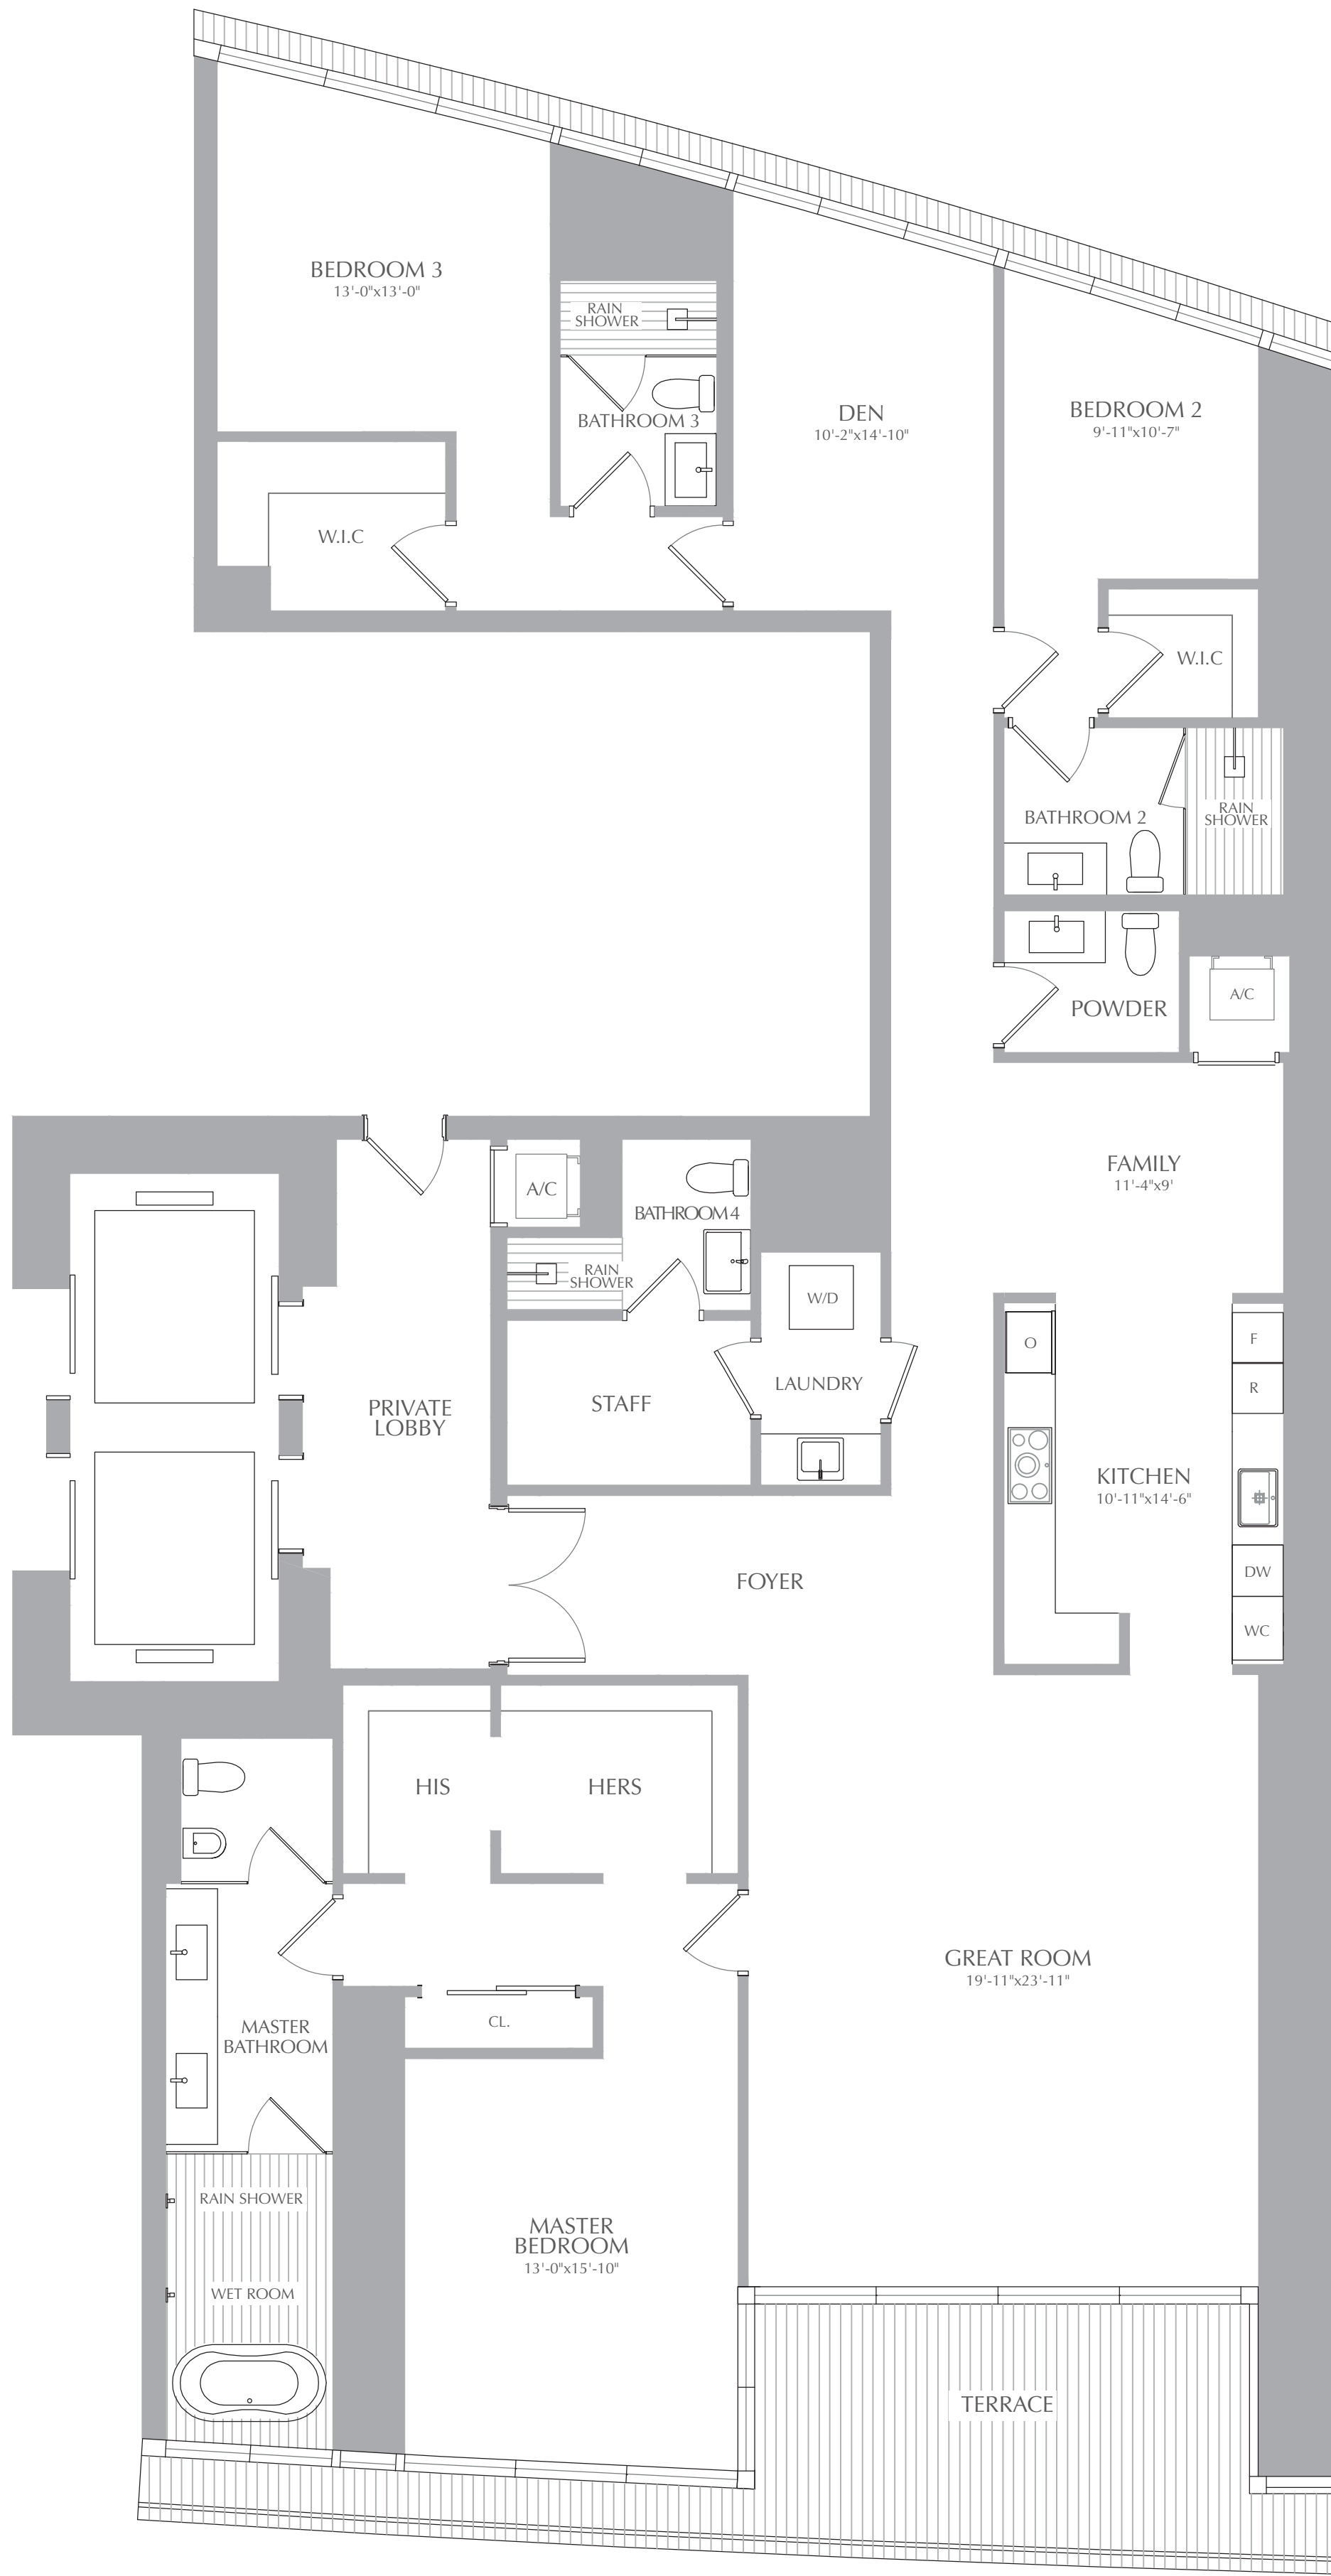 BEDROOM 3
13'-0"x13'-0"
RAIN
SHOWER
BATHROOM 3
DEN
10'-2"x14'-10"
BEDROOM 2
9'-11"x10'-7"
W.I.C
W.I.C
BATHROOM 2
RAIN
SHOWER
POWDER
A/C
FAMILY
11'-4"x9'
A/C
BATHROOM 4
RAIN
SHOWER
W/D
LAUNDRY
STAFF
PRIVATE
LOBBY
O
F
R
KITCHEN
10'-11"x14'-6"
DW
WC
FOYER
HIS
HERS
GREAT ROOM
19'-11"x23'-11"
CL.
MASTER
BATHROOM
RAIN SHOWER
WET ROOM
MASTER
BEDROOM
13'-0"x15'-10"
TERRACE